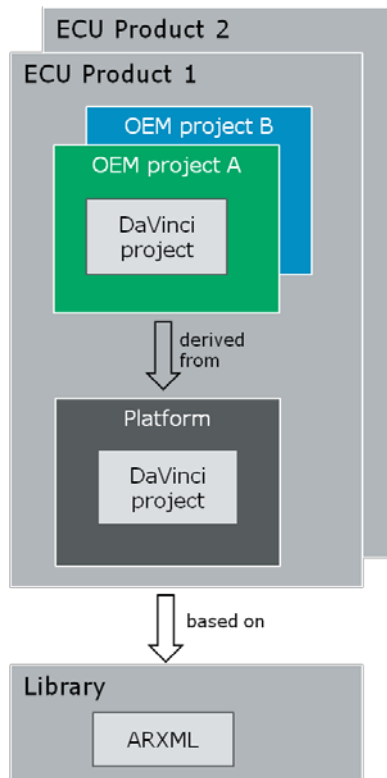 ECU Product 2
ECU Product 1
OEM project B
OEM project A
DaVinci
project
derived
from
Platform
DaVinci
project
based on
Library
ARXML